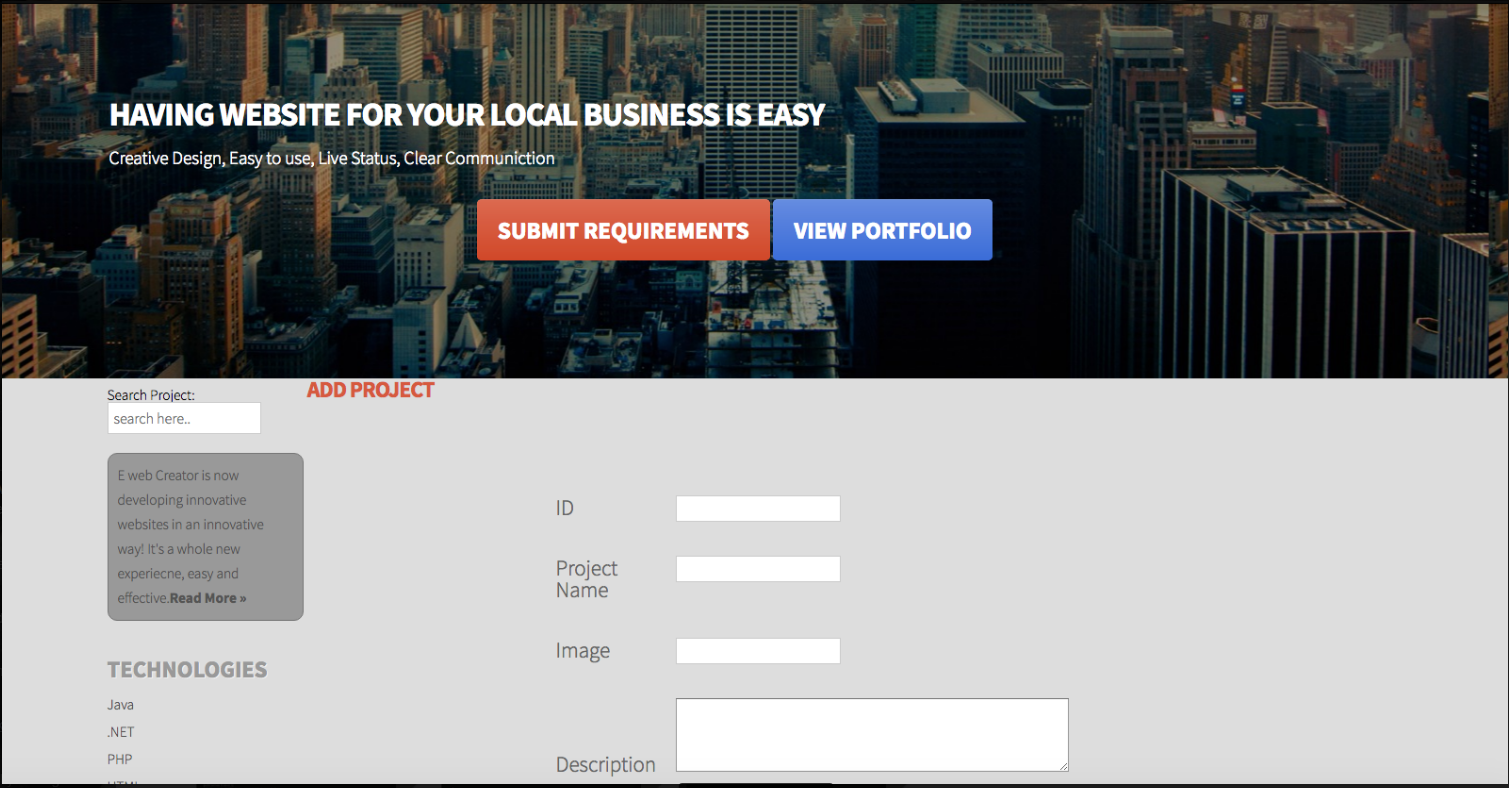 HAVING WEBSITE FOR YOUR LOCAL BUSINESS IS EASY
Creative Design, Easy to use, Live Status, Clear Communiction
SUBMIT REQUIREMENTS
VIEW PORTFOLIO
Search Project:
search here..
E web Creator is now
developing innovative
websites in an innovative
way! It's a whole new
experiecne, easy and
effective.Read More »
TECHNOLOGIES
Java
.NET
PHP
ADD PROJECT
ID
Project
Name
Image
Description